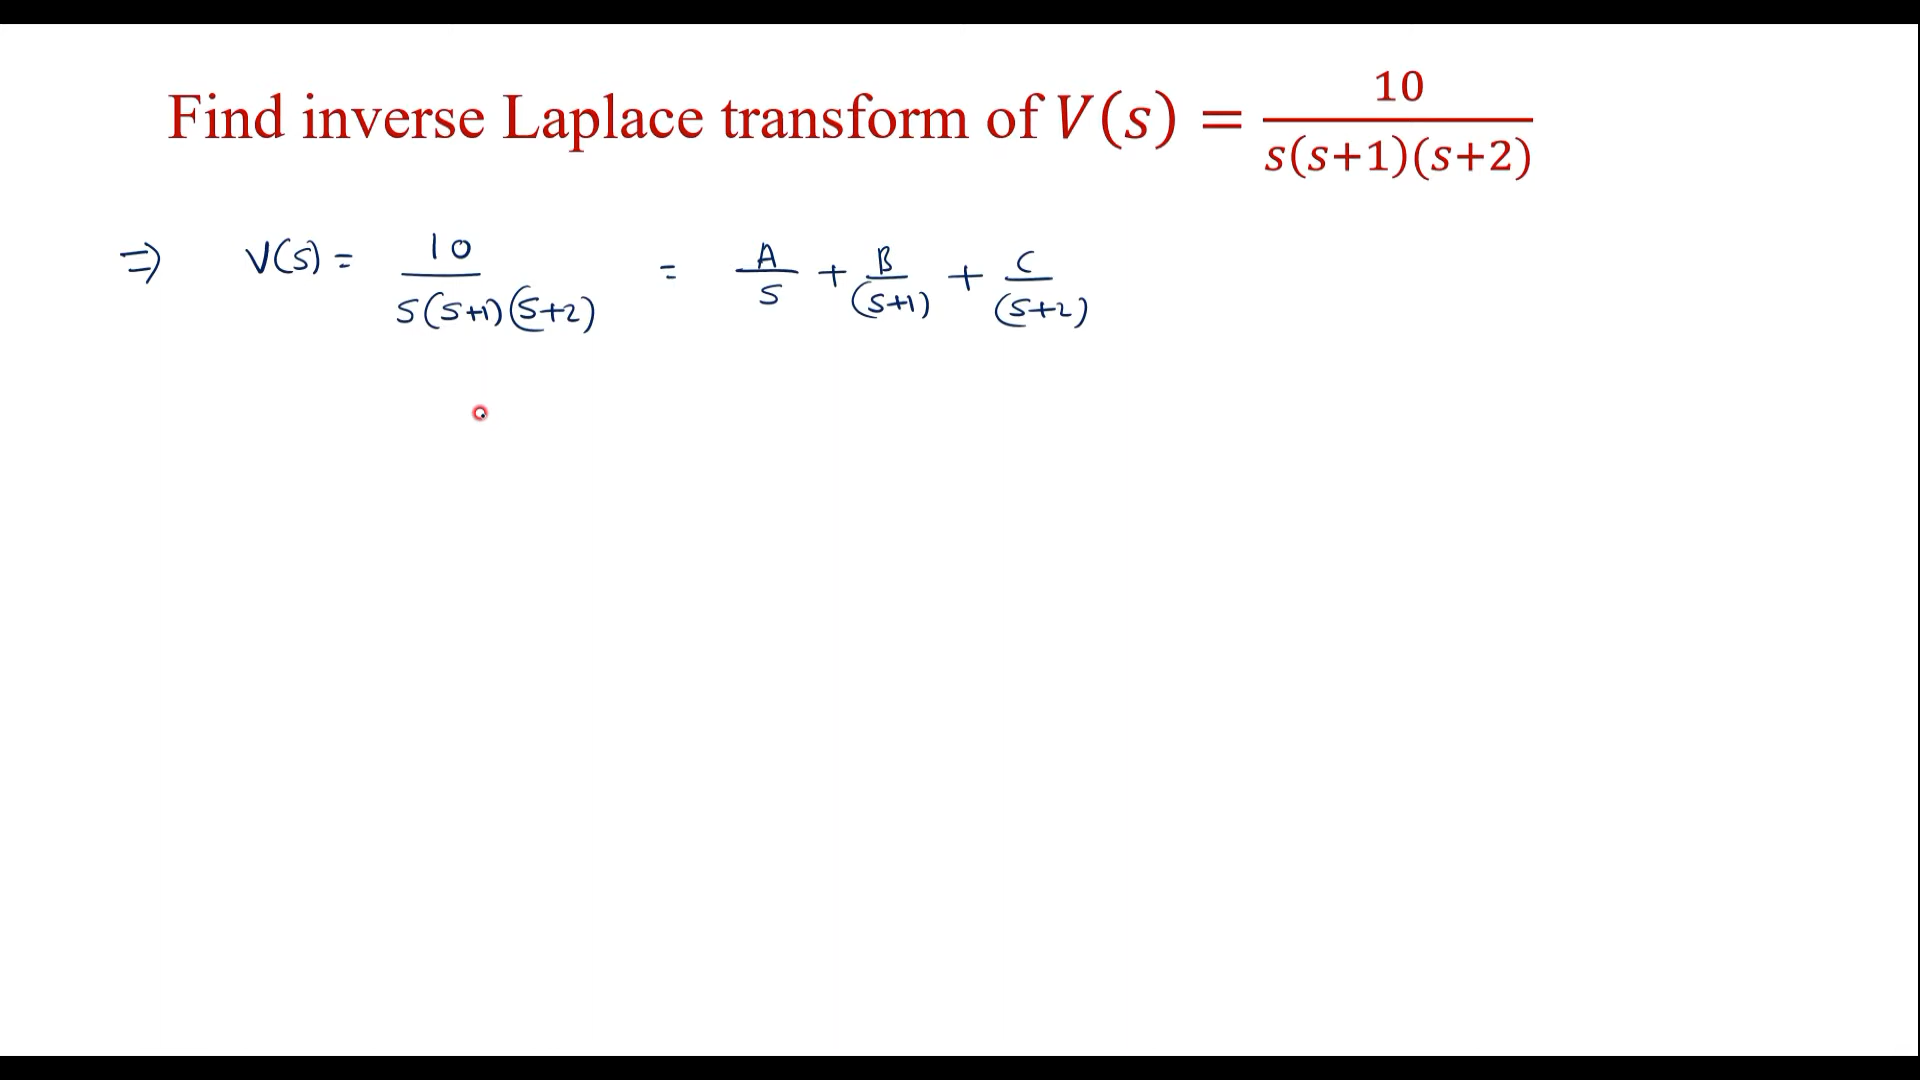 Find inverse Laplace transform of V(s) = 10/(s(s+1)(s+2))
⇒ V(s) = 10/(s(s+1)(s+2)) = A/s + B/(s+1) + C/(s+2)